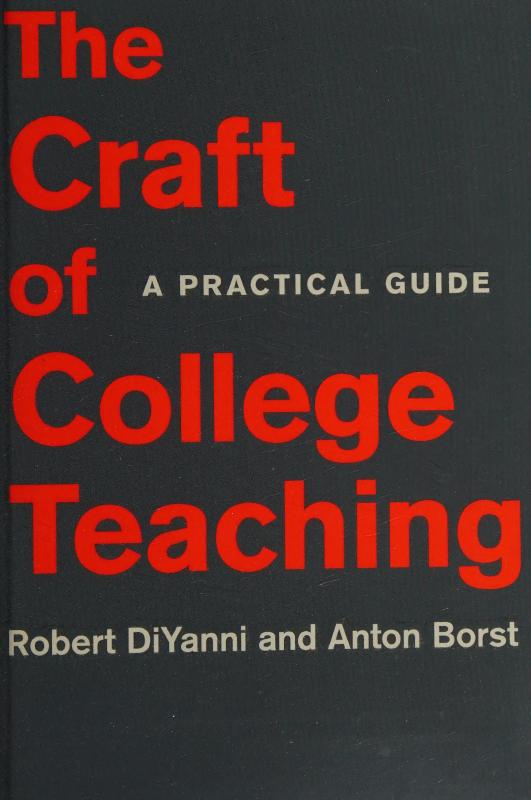 The
Craft
of
A PRACTICAL GUIDE
College
Teaching
Robert DiYanni and Anton Borst